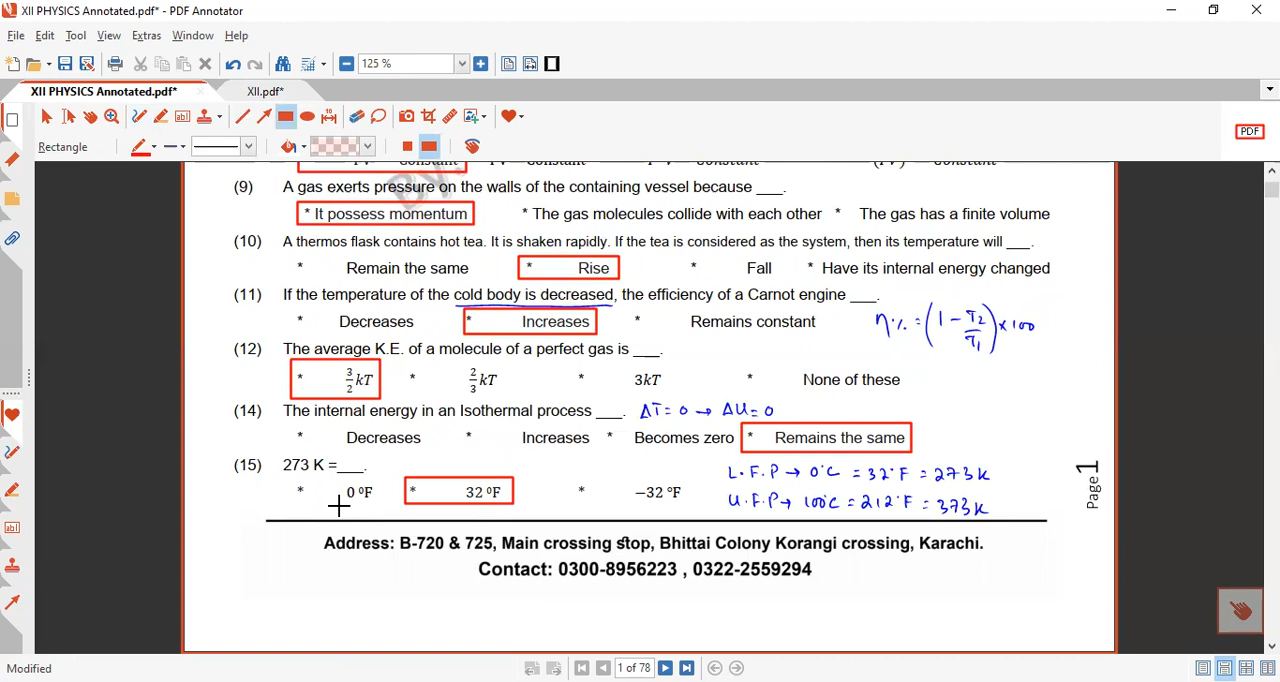 XII PHYSICS Annotated.pdf* - PDF Annotator
File Edit Tool View Extras Window Help
125 %
XII PHYSICS Annotated.pdf* XII.pdf*
Rectangle
PDF
By:
(9) A gas exerts pressure on the walls of the containing vessel because ___.
* It possess momentum * The gas molecules collide with each other * The gas has a finite volume
(10) A thermos flask contains hot tea. It is shaken rapidly. If the tea is considered as the system, then its temperature will ___.
* Remain the same * Rise * Fall * Have its internal energy changed
(11) If the temperature of the cold body is decreased, the efficiency of a Carnot engine ___.
* Decreases * Increases * Remains constant
η% = (1 - T2/T1) × 100
(12) The average K.E. of a molecule of a perfect gas is ___.
* 3/2 kT * 2/3 kT * 3kT * None of these
(14) The internal energy in an Isothermal process ___. ΔT = 0 → ΔU = 0
* Decreases * Increases * Becomes zero * Remains the same
(15) 273 K =___.
* 0 ⁰F * 32 ⁰F * −32 ⁰F
L.F.P → 0°C = 32°F = 273K
U.F.P → 100°C = 212°F = 373K
Page 1
Address: B-720 & 725, Main crossing stop, Bhittai Colony Korangi crossing, Karachi.
Contact: 0300-8956223 , 0322-2559294
Modified 1 of 78